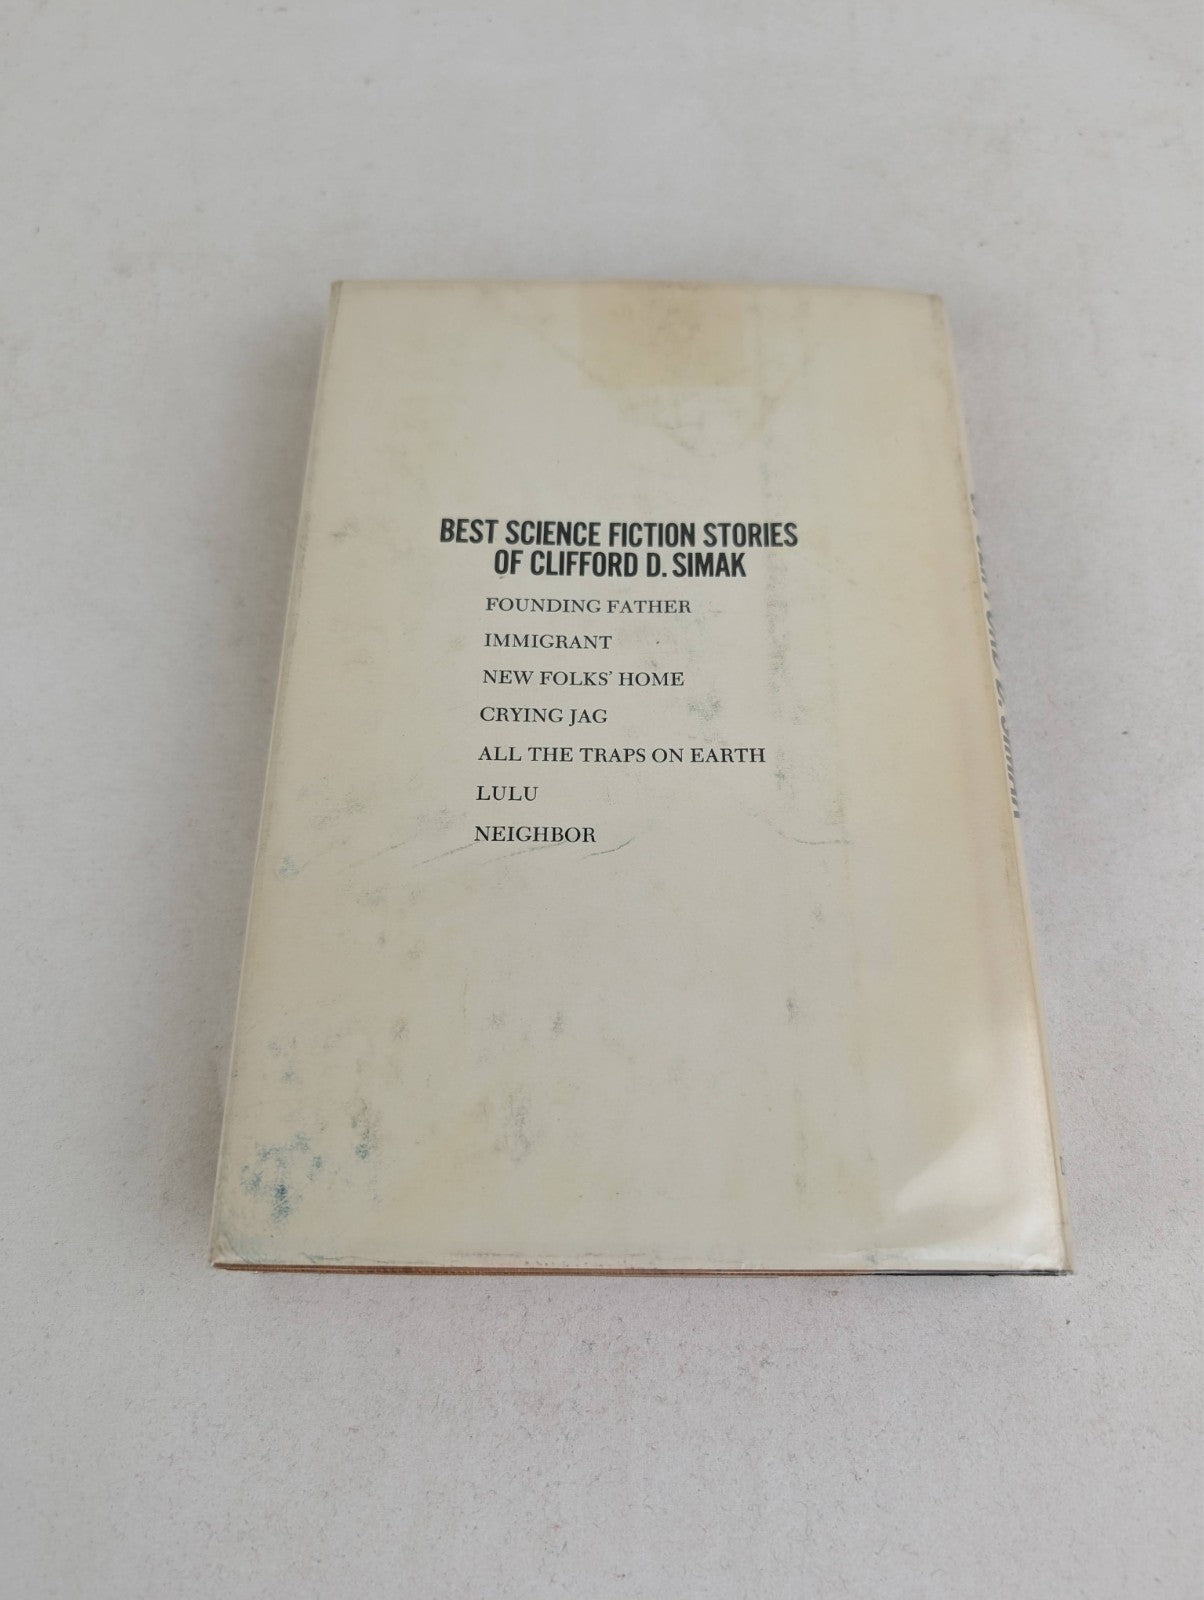 BEST SCIENCE FICTION STORIES
OF CLIFFORD D. SIMAK
FOUNDING FATHER
IMMIGRANT
NEW FOLKS' HOME
CRYING JAG
ALL THE TRAPS ON EARTH
LULU
NEIGHBOR